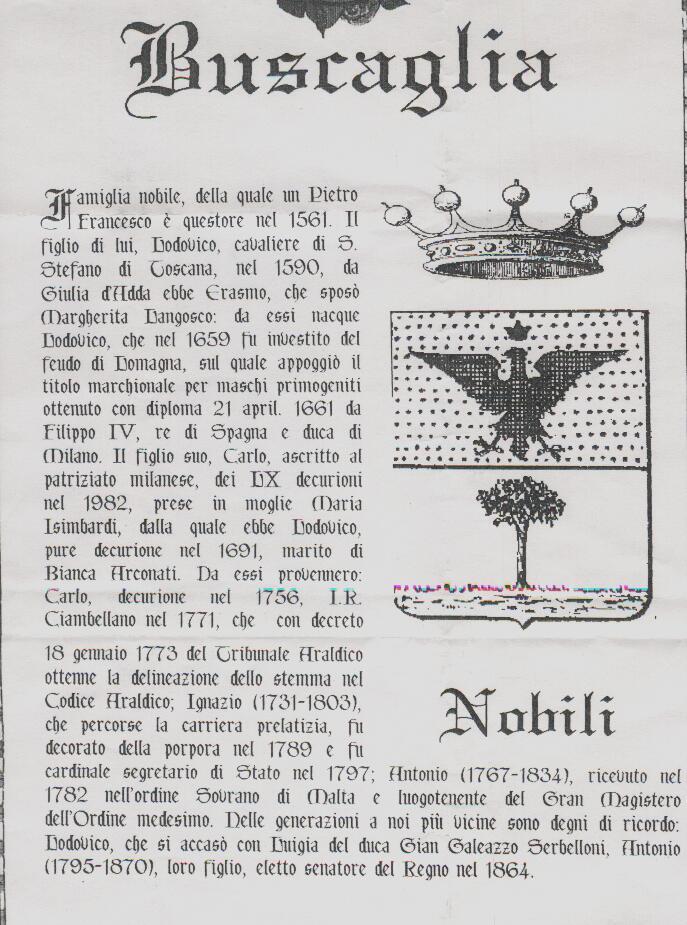 Buscaglia
Famiglia nobile, della quale un Pietro
Francesco è questore nel 1561. Il
figlio di lui, Lodovico, cavaliere di S.
Stefano di Toscana, nel 1590, da
Giulia d'Adda ebbe Erasmo, che sposò
Margherita Langosco: da essi nacque
Lodovico, che nel 1659 fu investito del
feudo di Lomagna, sul quale appoggiò il
titolo marchionale per maschi primogeniti
ottenuto con diploma 21 april. 1661 da
Filippo IV, re di Spagna e duca di
Milano. Il figlio suo, Carlo, ascritto al
patriziato milanese, dei LX decurioni
nel 1982, prese in moglie Maria
Isimbardi, dalla quale ebbe Lodovico,
pure decurione nel 1691, marito di
Bianca Arconati. Da essi provennero:
Carlo, decurione nel 1756, I.R.
Ciambellano nel 1771, che con decreto
18 gennaio 1773 del Tribunale Araldico
ottenne la delineazione dello stemma nel
Codice Araldico; Ignazio (1731-1803),
che percorse la carriera prelatizia, fu
decorato della porpora nel 1789 e fu
cardinale segretario di Stato nel 1797; Antonio (1767-1834), ricevuto nel
1782 nell'ordine Sovrano di Malta e luogotenente del Gran Magistero
dell'Ordine medesimo. Nelle generazioni a noi più vicine sono degni di ricordo:
Lodovico, che si accasò con Luigia del duca Gian Galeazzo Serbelloni, Antonio
(1795-1870), loro figlio, eletto senatore del Regno nel 1864.
Nobili